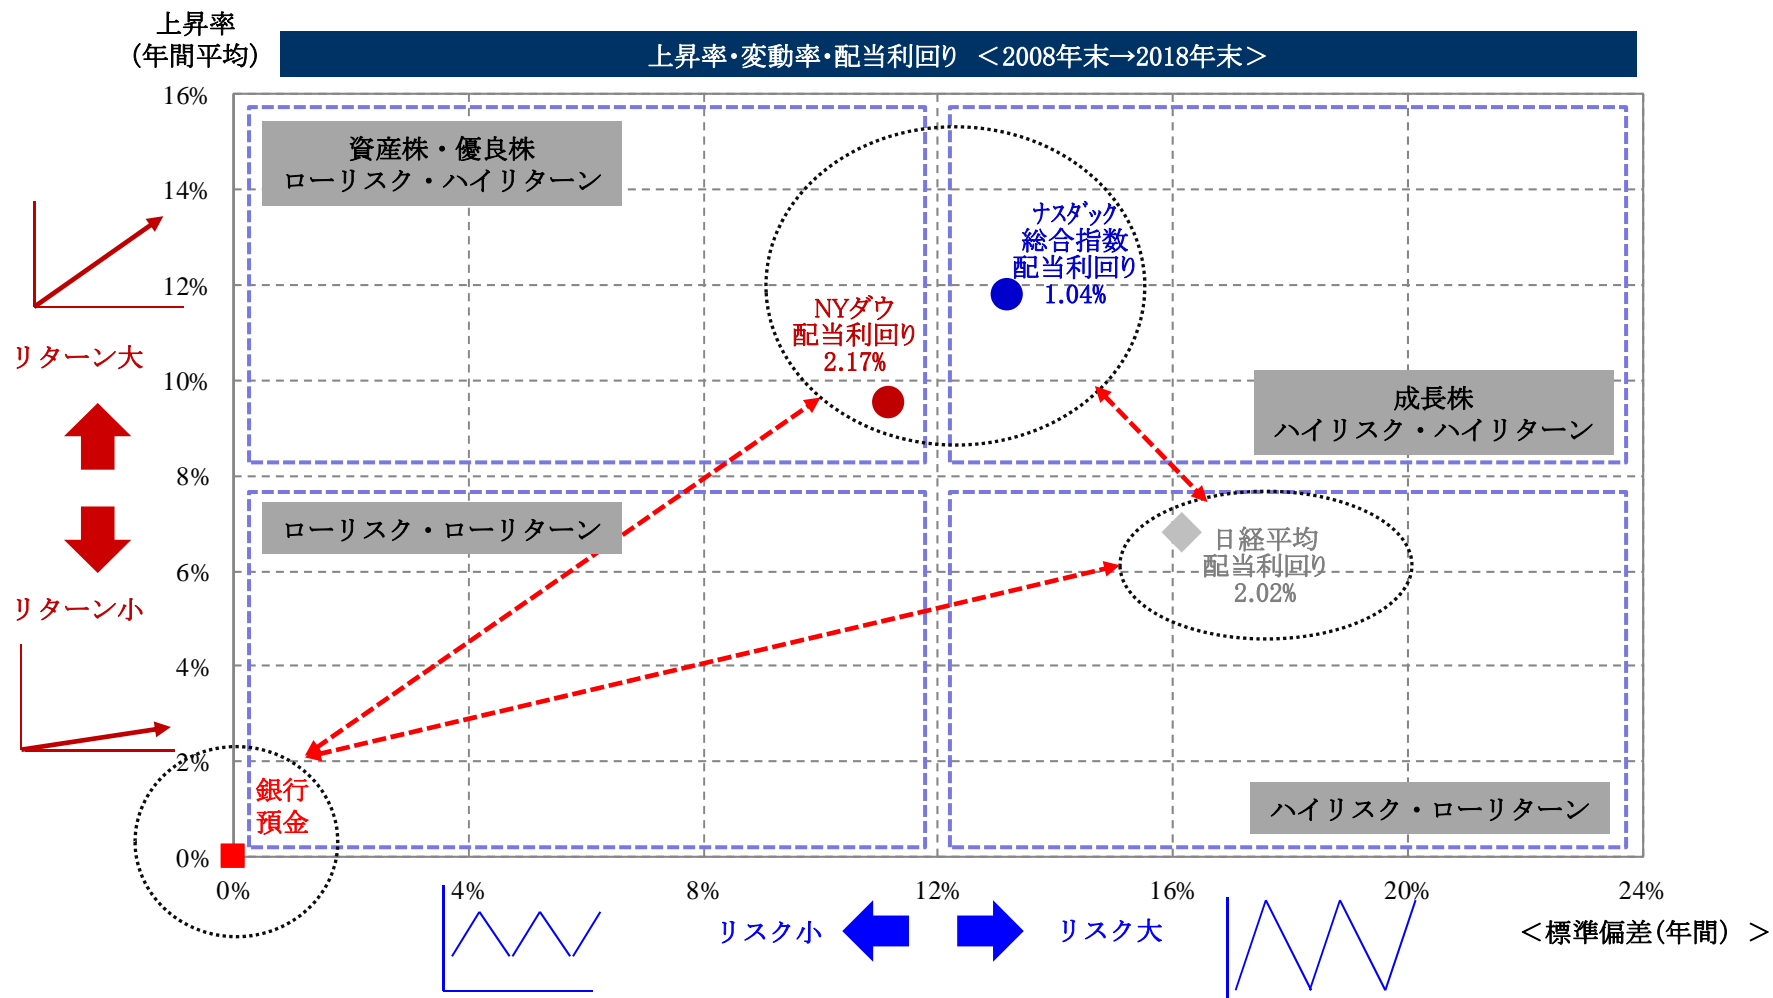 上昇率
(年間平均)
上昇率・変動率・配当利回り ＜2008年末→2018年末＞
16%
14%
12%
10%
8%
6%
4%
2%
0%
資産株・優良株
ローリスク・ハイリターン
ﾅｽﾀﾞｯｸ
総合指数
配当利回り
1.04%
NYダウ
配当利回り
2.17%
成長株
ハイリスク・ハイリターン
リターン大
リターン小
ローリスク・ローリターン
日経平均
配当利回り
2.02%
銀行
預金
ハイリスク・ローリターン
0%
4%
8%
12%
16%
20%
24%
リスク小
リスク大
＜標準偏差(年間) ＞